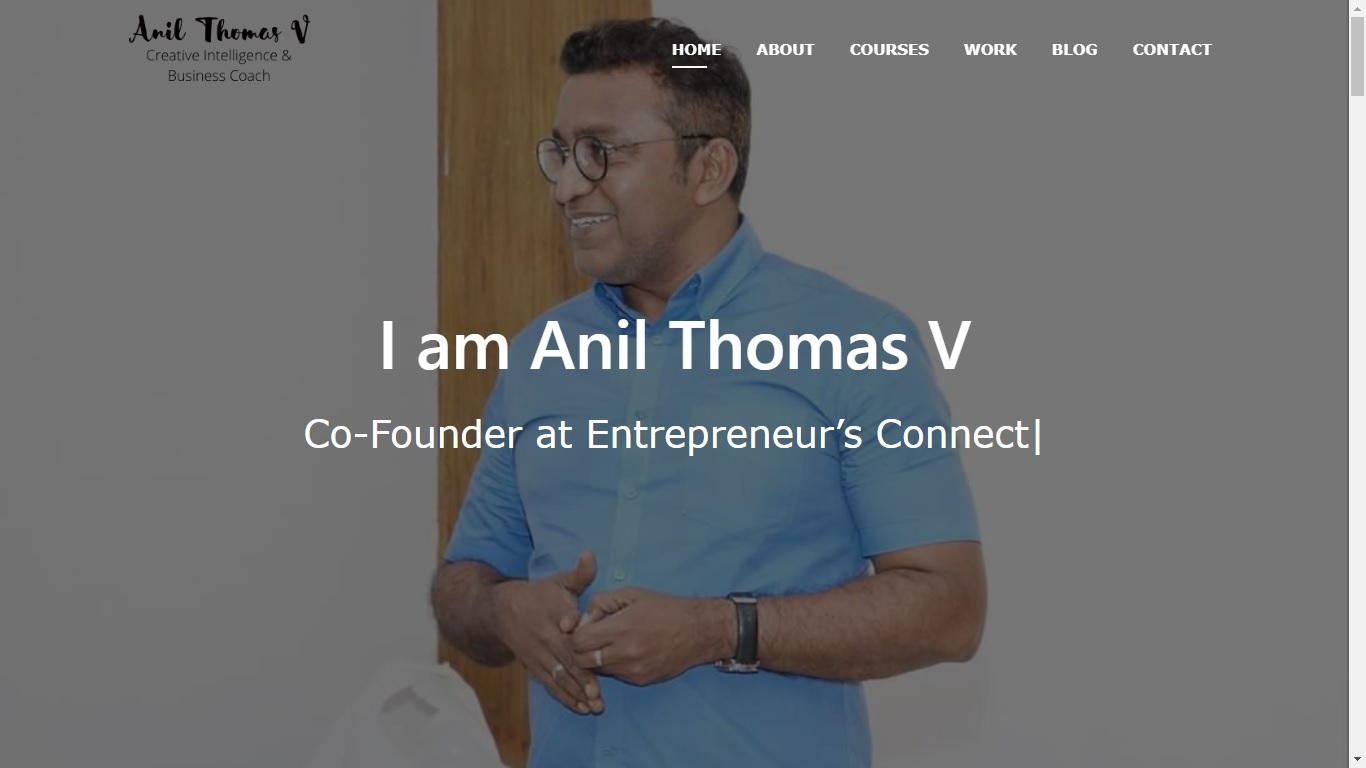 Anil Thomas V
Creative Intelligence &
Business Coach
HOME ABOUT COURSES WORK BLOG CONTACT
I am Anil Thomas V
Co-Founder at Entrepreneur’s Connect|